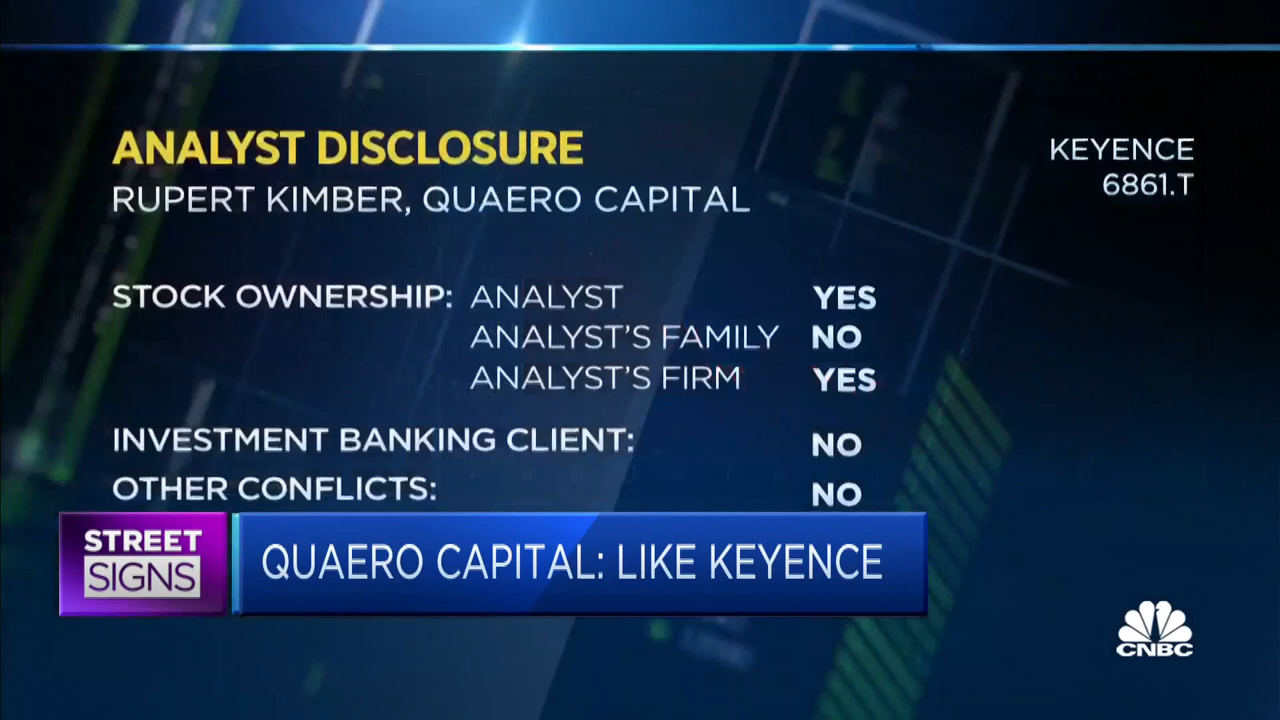 ANALYST DISCLOSURE
RUPERT KIMBER, QUAERO CAPITAL
KEYENCE
6861.T
STOCK OWNERSHIP: ANALYST YES
ANALYST'S FAMILY NO
ANALYST'S FIRM YES
INVESTMENT BANKING CLIENT: NO
OTHER CONFLICTS: NO
STREET
SIGNS
QUAERO CAPITAL: LIKE KEYENCE
CNBC